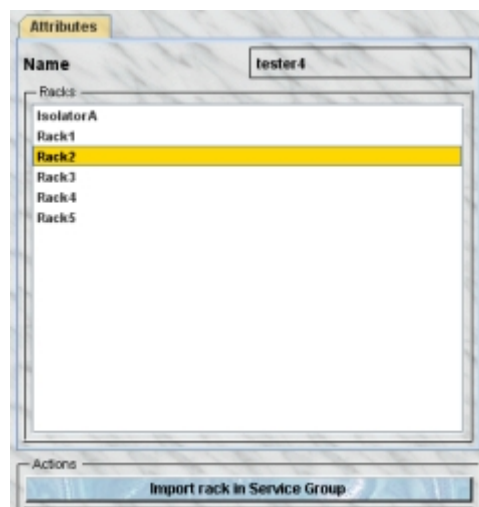 Attributes
Name tester4
Racks
IsolatorA
Rack1
Rack2
Rack3
Rack4
Rack5
Actions
Import rack in Service Group